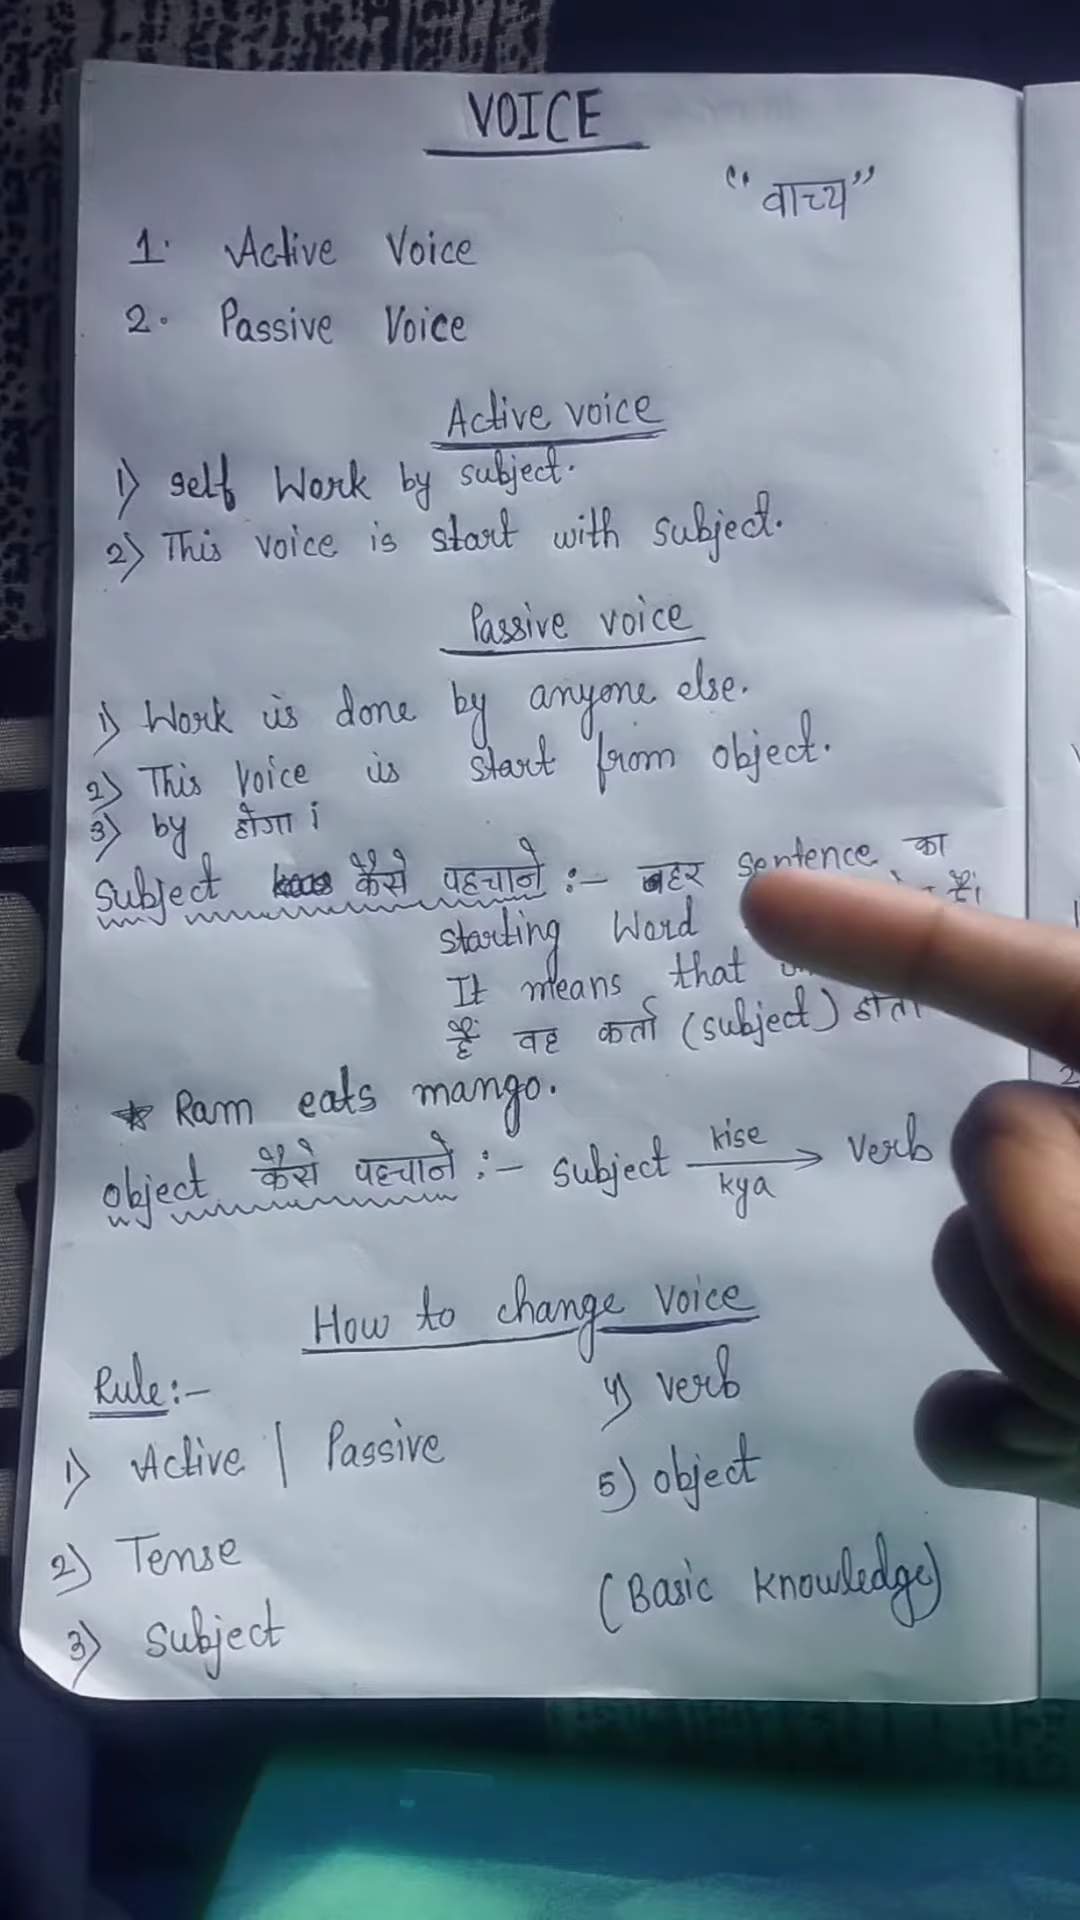 VOICE
"वाच्य"
1. Active Voice
2. Passive Voice
Active voice
1) self Work by subject.
2) This voice is start with subject.
Passive voice
1) Work is done by anyone else.
2) This Voice is start from object.
3) by होगा।
Subject कैसे पहचाने :- हर sentence का
starting Word है।
It means that
है वह कर्ता (subject) होता
* Ram eats mango.
object कैसे पहचाने :- subject kise kya → Verb
How to change Voice
Rule:-
1) Active | Passive
2) Tense
3) Subject
4) verb
5) object
(Basic knowledge)